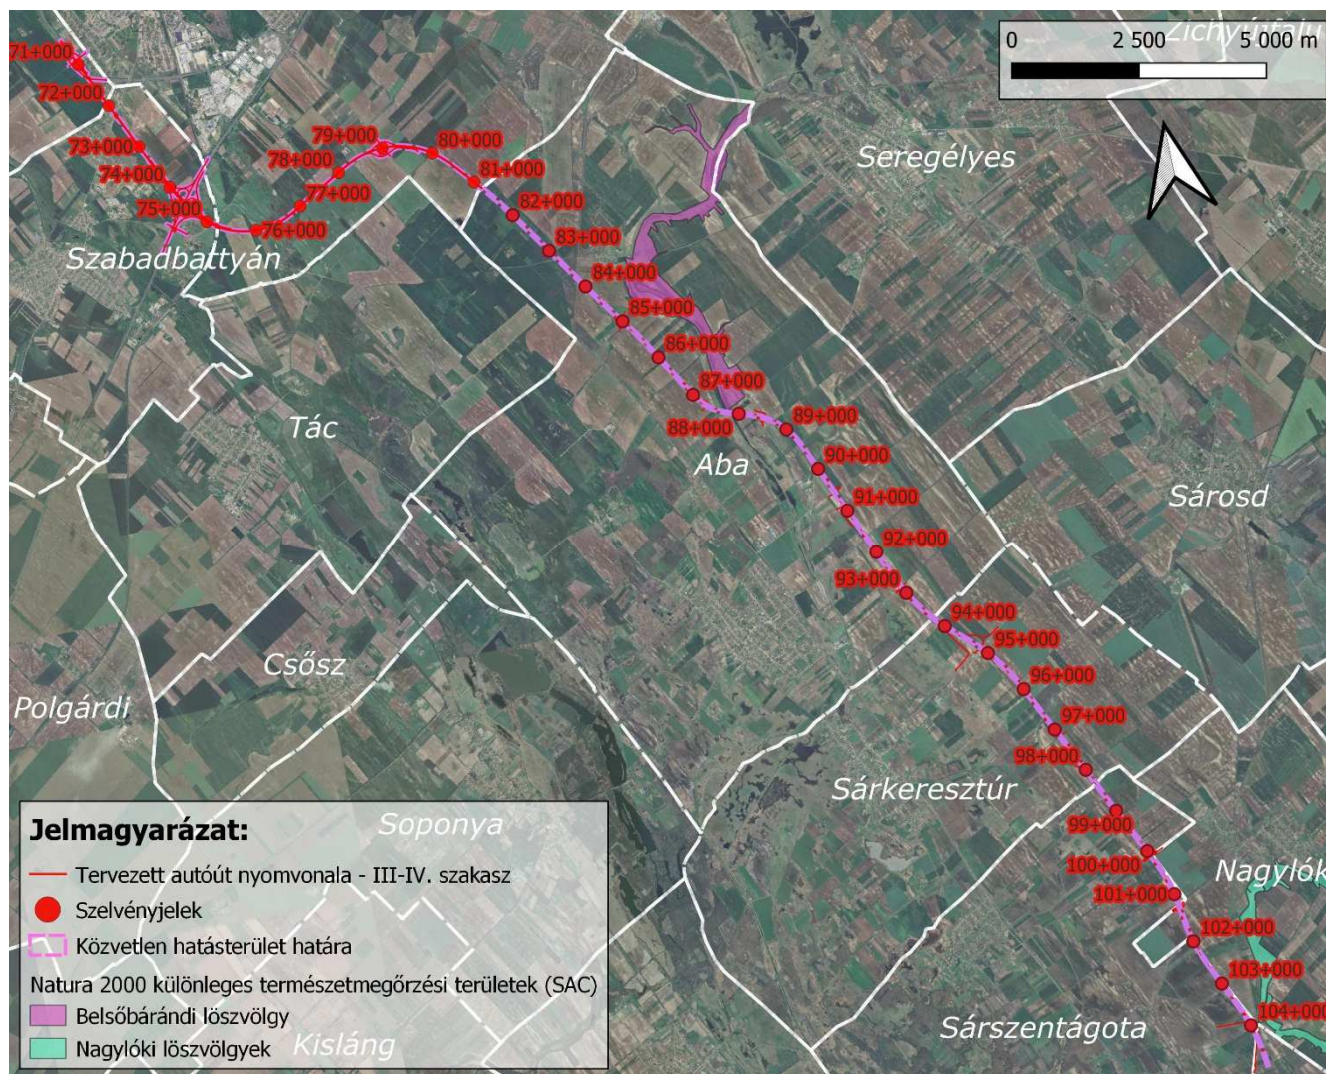 0 2 500 5 000 m
Zichyújfalu
71+000
72+000
73+000
74+000
75+000
76+000
77+000
78+000
79+000
80+000
81+000
82+000
83+000
84+000
85+000
86+000
87+000
88+000
89+000
90+000
91+000
92+000
93+000
94+000
95+000
96+000
97+000
98+000
99+000
100+000
101+000
102+000
103+000
104+000
Seregélyes
Szabadbattyán
Tác
Aba
Sárosd
Csősz
Polgárdi
Sárkeresztúr
Soponya
Nagylók
Sárszentágota
Kisláng
Jelmagyarázat:
Tervezett autóút nyomvonala - III-IV. szakasz
Szelvényjelek
Közvetlen hatásterület határa
Natura 2000 különleges természetmegőrzési területek (SAC)
Belsőbárándi löszvölgy
Nagylóki löszvölgyek